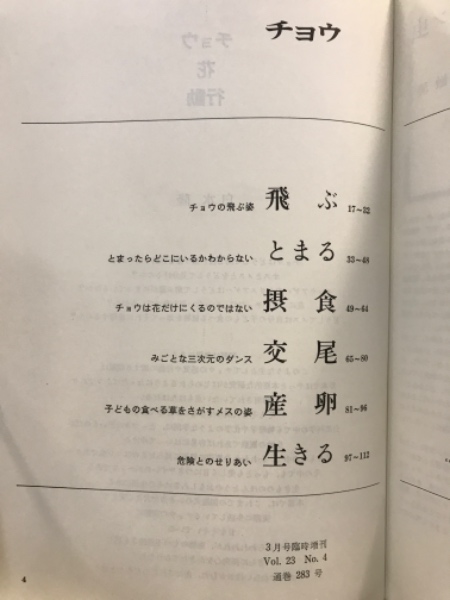 チョウ
チョウの飛ぶ姿 飛ぶ 17~32
とまったらどこにいるかわからない とまる 33~48
チョウは花だけにくるのではない 摂食 49~64
みごとな三次元のダンス 交尾 65~80
子どもの食べる草をさがすメスの姿 産卵 81~96
危険とのせりあい 生きる 97~112
3月号臨時増刊
Vol. 23 No. 4
通巻 283 号
4